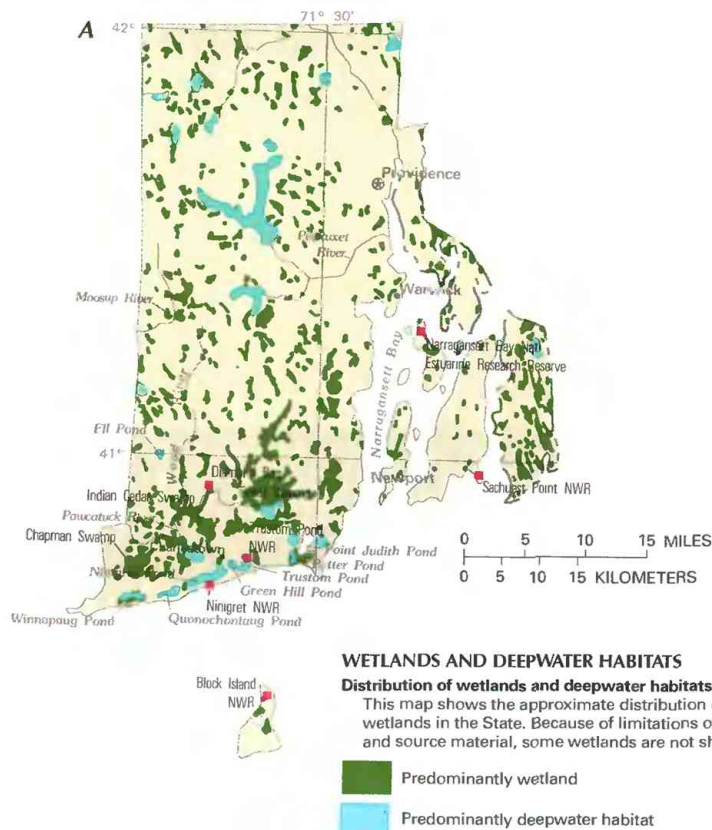 A
42°
71° 30'
Providence
River
Warwick
Moosup River
Narragansett Bay Natl
Estuarine Research Reserve
Narragansett Bay
Ell Pond
Wood
41°
Newport
Indian Cedar Swamp
Sachuest Point NWR
Pawcatuck River
Chapman Swamp
Trustom Pond
NWR
Point Judith Pond
Potter Pond
Trustom Pond
Green Hill Pond
Ninigret NWR
Winnapaug Pond
Quonochontaug Pond
0 5 10 15 MILES
0 5 10 15 KILOMETERS
Block Island
NWR
WETLANDS AND DEEPWATER HABITATS
Distribution of wetlands and deepwater habitats
This map shows the approximate distribution
wetlands in the State. Because of limitations o
and source material, some wetlands are not sh
Predominantly wetland
Predominantly deepwater habitat